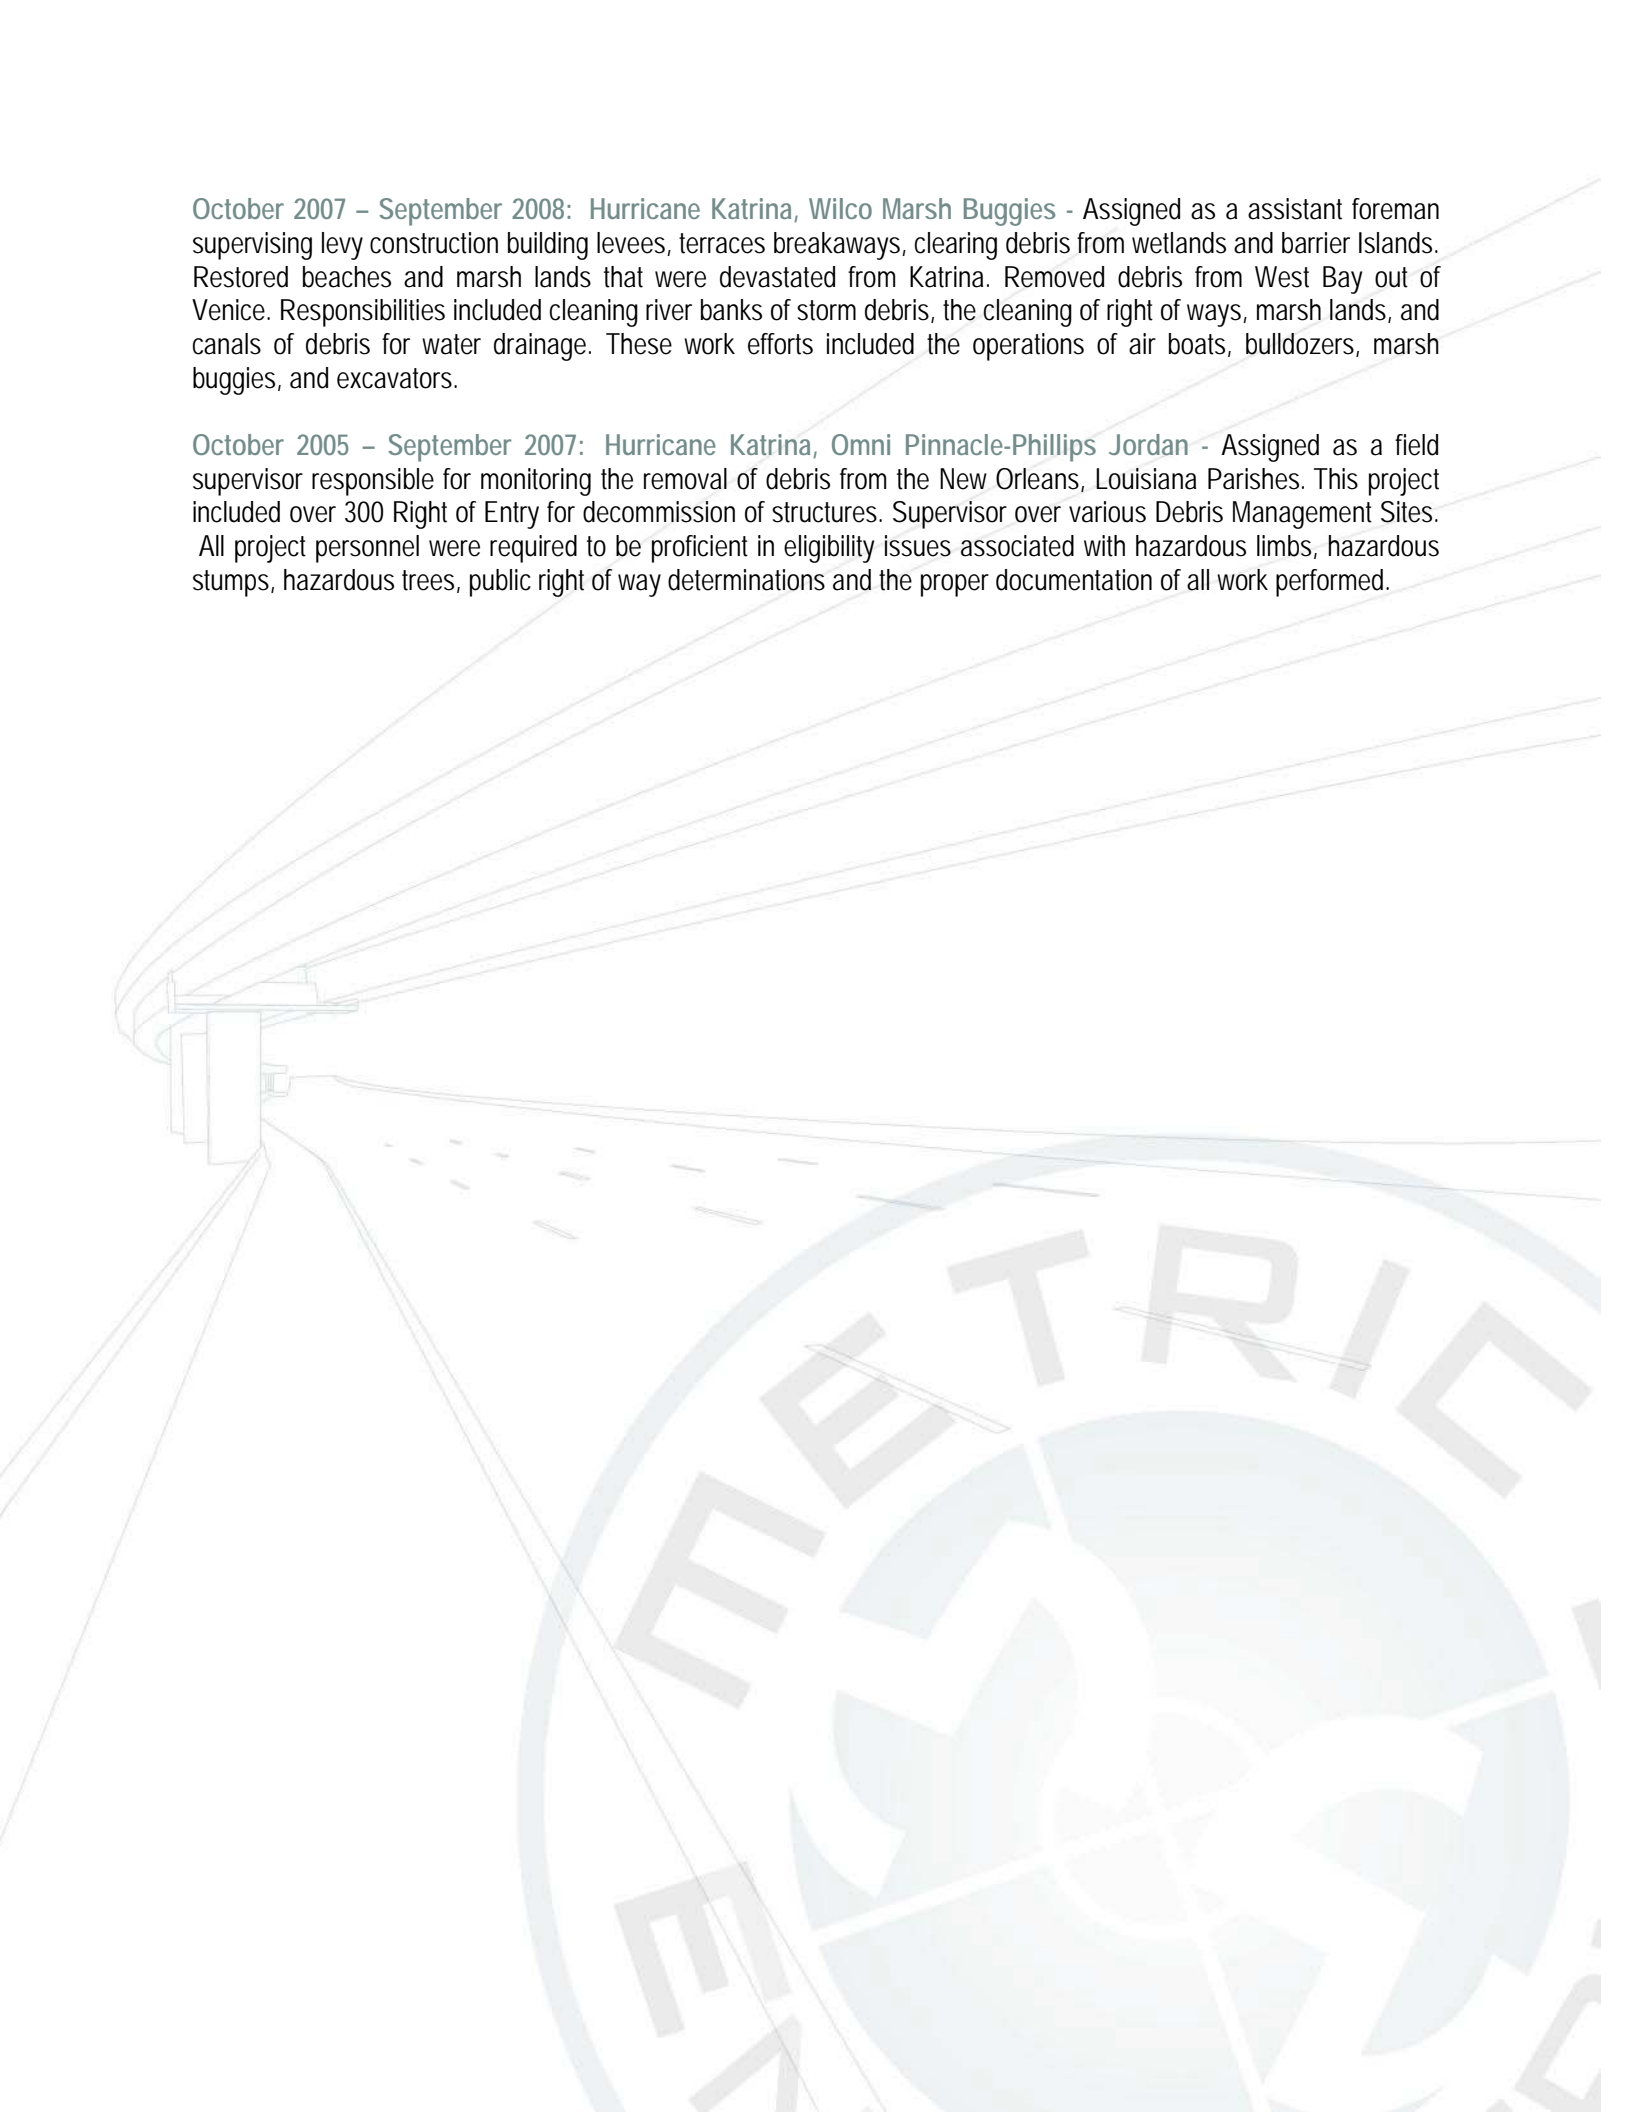 October 2007 – September 2008: Hurricane Katrina, Wilco Marsh Buggies - Assigned as a assistant foreman
supervising levy construction building levees, terraces breakaways, clearing debris from wetlands and barrier Islands.
Restored beaches and marsh lands that were devastated from Katrina. Removed debris from West Bay out of
Venice. Responsibilities included cleaning river banks of storm debris, the cleaning of right of ways, marsh lands, and
canals of debris for water drainage. These work efforts included the operations of air boats, bulldozers, marsh
buggies, and excavators.
October 2005 – September 2007: Hurricane Katrina, Omni Pinnacle-Phillips Jordan - Assigned as a field
supervisor responsible for monitoring the removal of debris from the New Orleans, Louisiana Parishes. This project
included over 300 Right of Entry for decommission of structures. Supervisor over various Debris Management Sites.
All project personnel were required to be proficient in eligibility issues associated with hazardous limbs, hazardous
stumps, hazardous trees, public right of way determinations and the proper documentation of all work performed.
METRIC